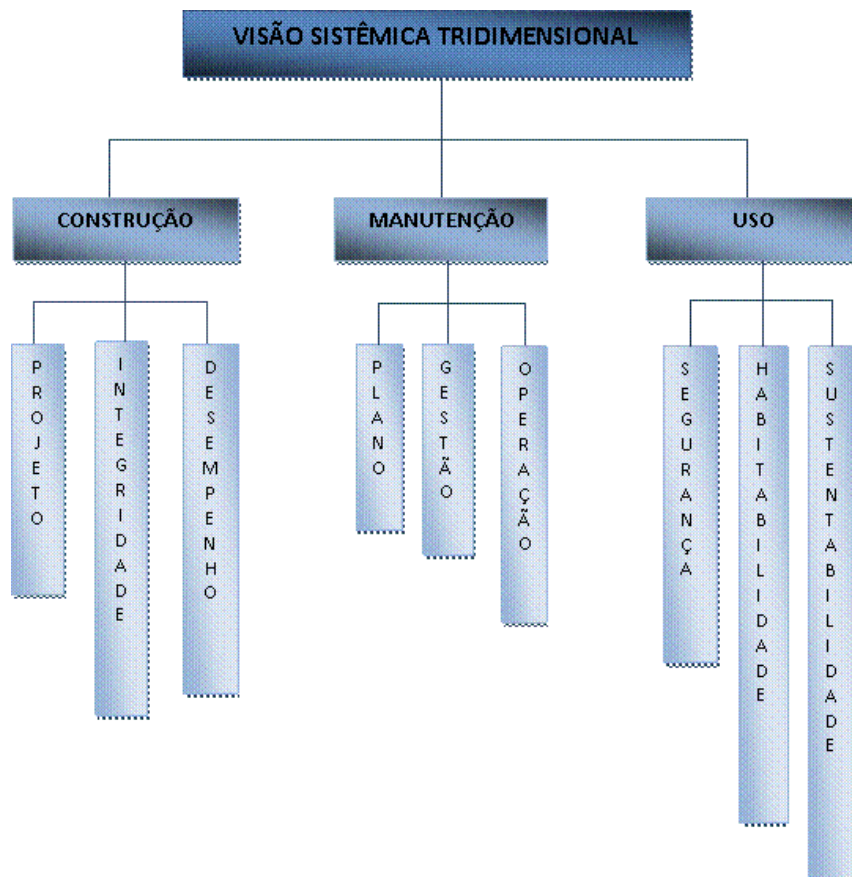 VISÃO SISTÊMICA TRIDIMENSIONAL
CONSTRUÇÃO
MANUTENÇÃO
USO
PROJETO
INTEGRIDADE
DESEMPENHO
PLANO
GESTÃO
OPERAÇÃO
SEGURANÇA
HABITABILIDADE
SUSTENTABILIDADE